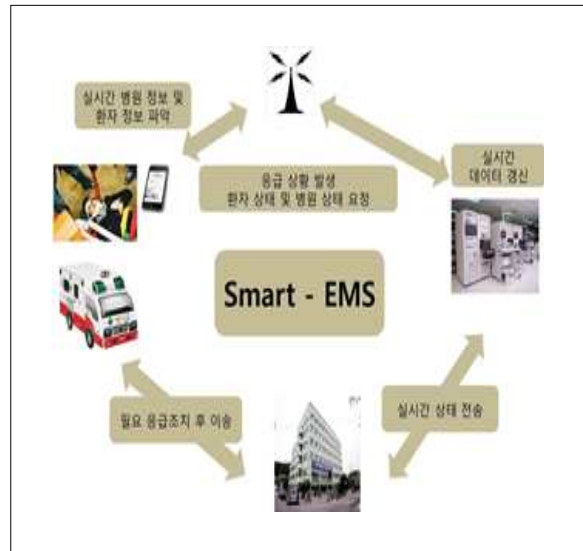 실시간 병원 정보 및
환자 정보 파악
응급 상황 발생
환자 상태 및 병원 상태 요청
실시간
데이터 갱신
Smart - EMS
필요 응급조치 후 이송
실시간 상태 전송